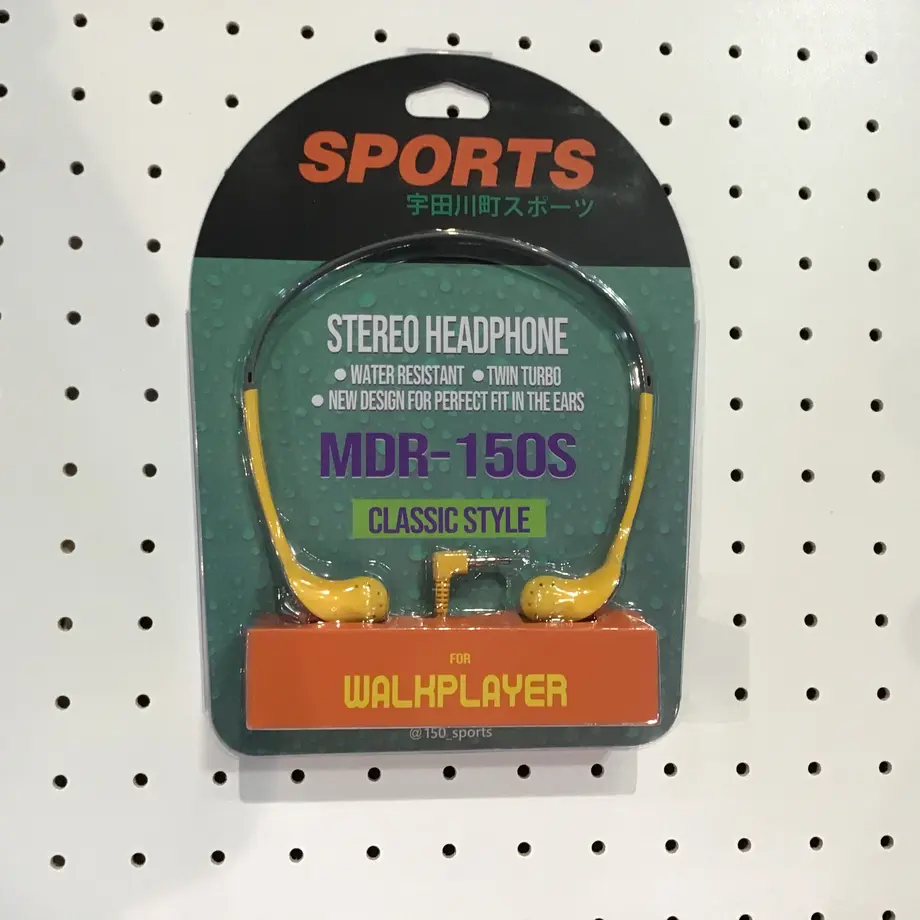 SPORTS
宇田川町スポーツ
STEREO HEADPHONE
● WATER RESISTANT ● TWIN TURBO
● NEW DESIGN FOR PERFECT FIT IN THE EARS
MDR-150S
CLASSIC STYLE
FOR
WALKPLAYER
@150_sports